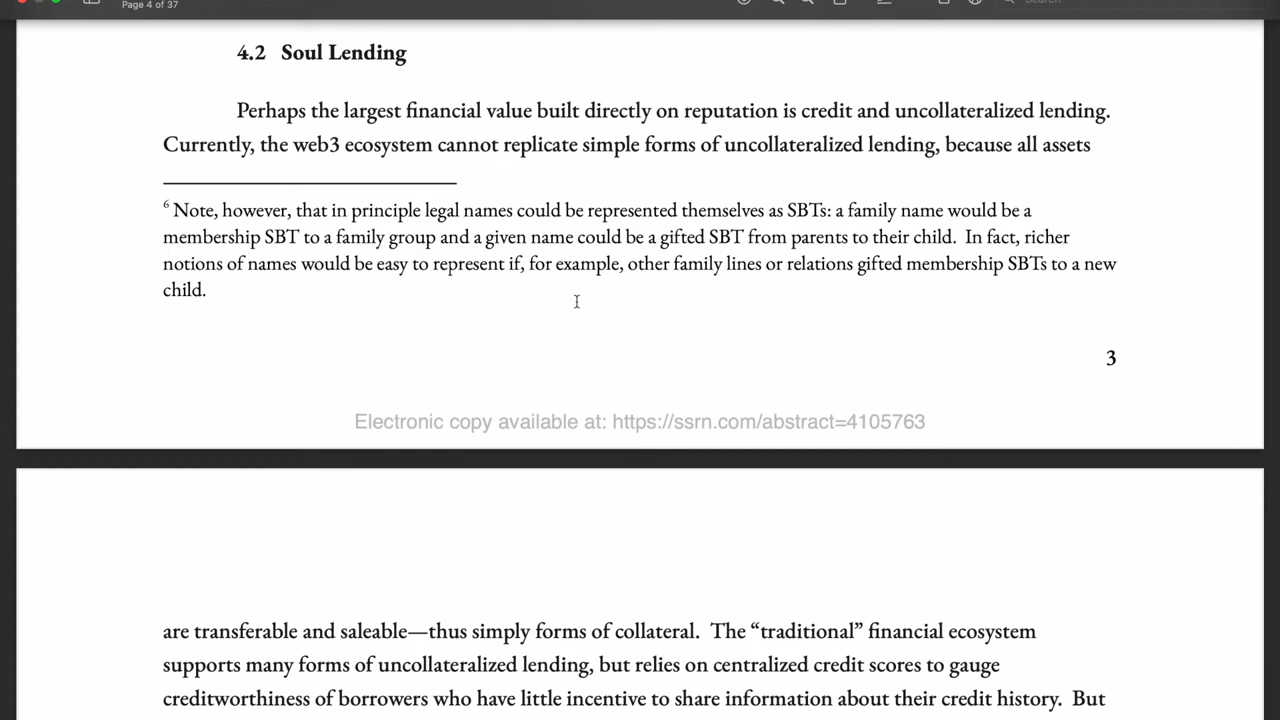 Page 4 of 37
Search
4.2 Soul Lending
Perhaps the largest financial value built directly on reputation is credit and uncollateralized lending.
Currently, the web3 ecosystem cannot replicate simple forms of uncollateralized lending, because all assets
6 Note, however, that in principle legal names could be represented themselves as SBTs: a family name would be a
membership SBT to a family group and a given name could be a gifted SBT from parents to their child. In fact, richer
notions of names would be easy to represent if, for example, other family lines or relations gifted membership SBTs to a new
child.
3
Electronic copy available at: https://ssrn.com/abstract=4105763
are transferable and saleable—thus simply forms of collateral. The “traditional” financial ecosystem
supports many forms of uncollateralized lending, but relies on centralized credit scores to gauge
creditworthiness of borrowers who have little incentive to share information about their credit history. But